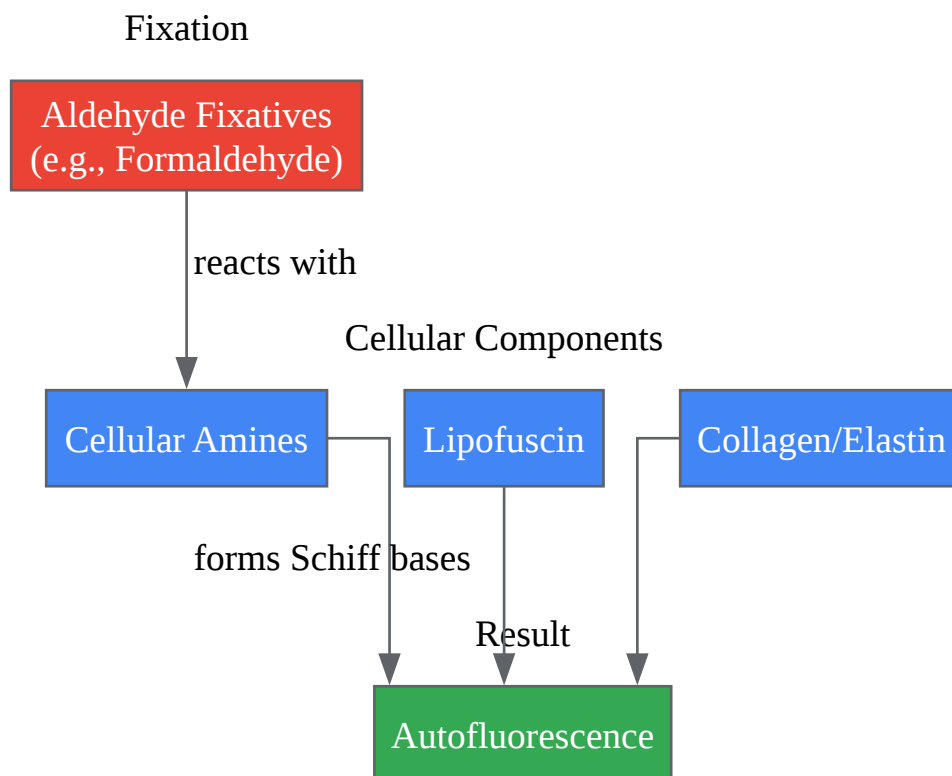 Fixation
Aldehyde Fixatives
(e.g., Formaldehyde)
reacts with
Cellular Components
Cellular Amines
Lipofuscin
Collagen/Elastin
forms Schiff bases
Result
Autofluorescence